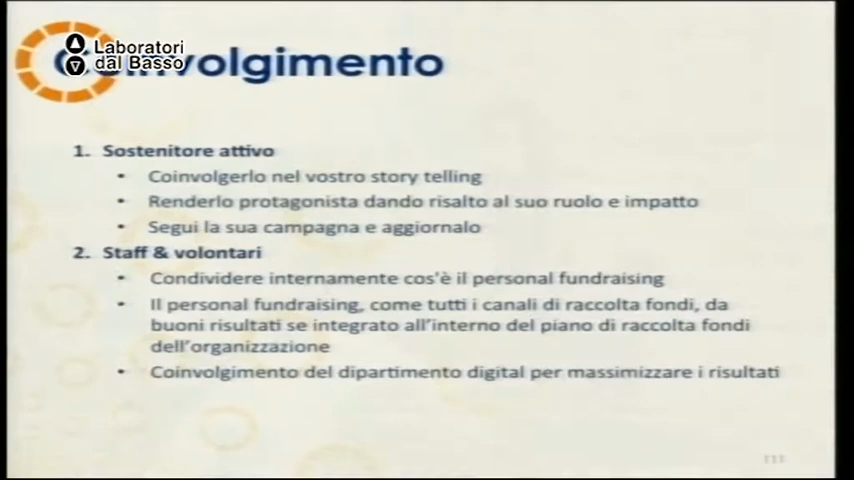 Laboratori
dal Basso
Coinvolgimento
1. Sostenitore attivo
• Coinvolgerlo nel vostro story telling
• Renderlo protagonista dando risalto al suo ruolo e impatto
• Segui la sua campagna e aggiornalo
2. Staff & volontari
• Condividere internamente cos'è il personal fundraising
• Il personal fundraising, come tutti i canali di raccolta fondi, da
buoni risultati se integrato all'interno del piano di raccolta fondi
dell'organizzazione
• Coinvolgimento del dipartimento digital per massimizzare i risultati